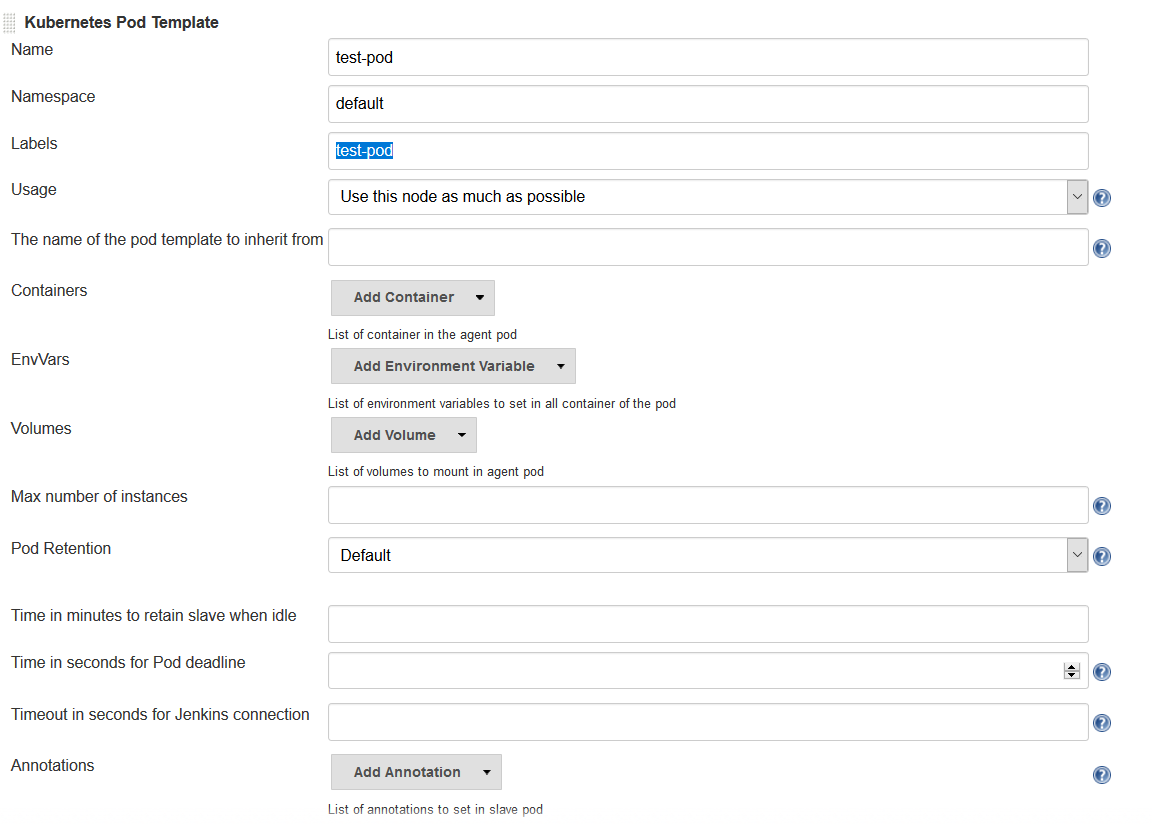 Kubernetes Pod Template
Name
test-pod
Namespace
default
Labels
test-pod
Usage
Use this node as much as possible
The name of the pod template to inherit from
Containers
Add Container
List of container in the agent pod
EnvVars
Add Environment Variable
List of environment variables to set in all container of the pod
Volumes
Add Volume
List of volumes to mount in agent pod
Max number of instances
Pod Retention
Default
Time in minutes to retain slave when idle
Time in seconds for Pod deadline
Timeout in seconds for Jenkins connection
Annotations
Add Annotation
List of annotations to set in slave pod